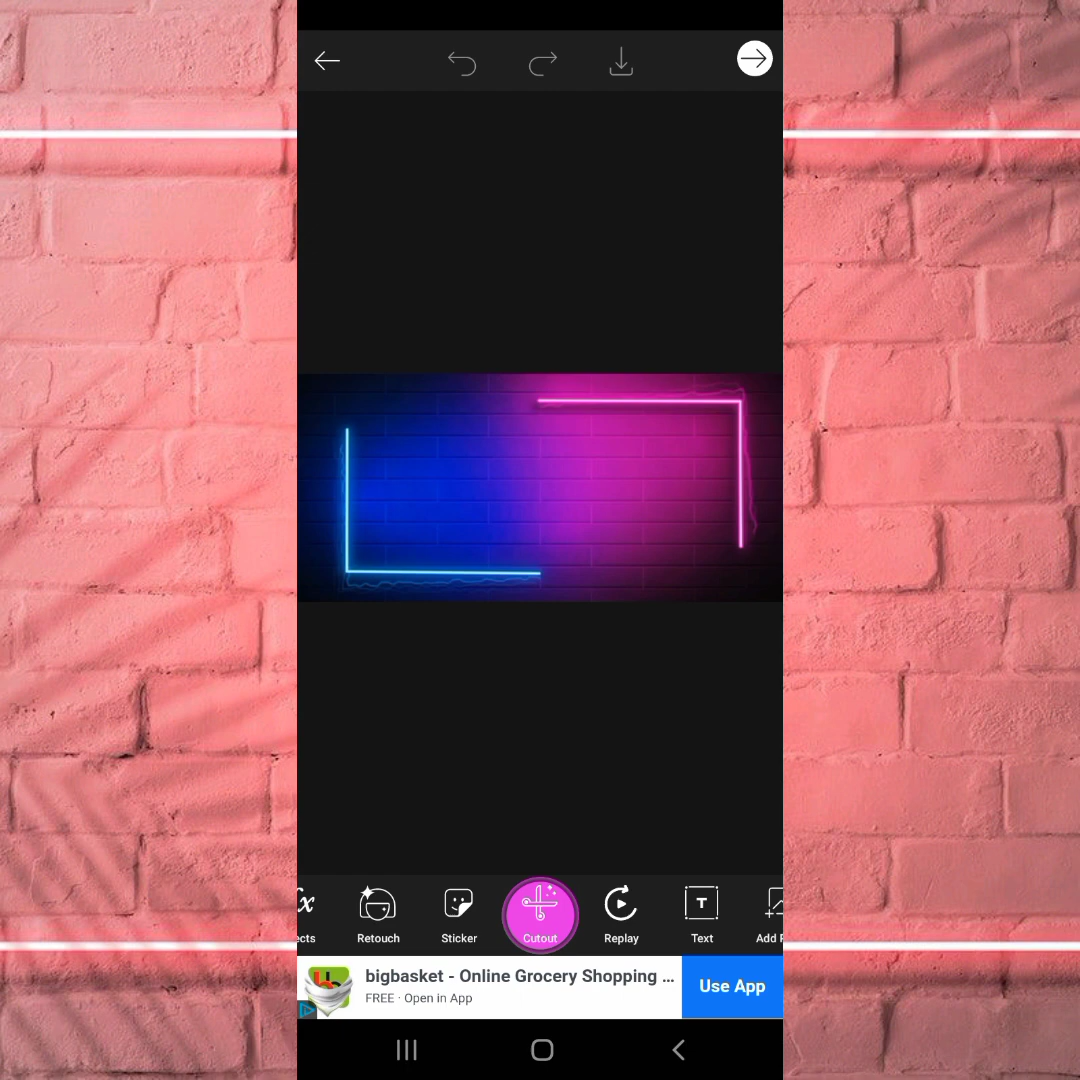 ects
Retouch
Sticker
Cutout
Replay
Text
Add P
bigbasket - Online Grocery Shopping ...
FREE · Open in App
Use App